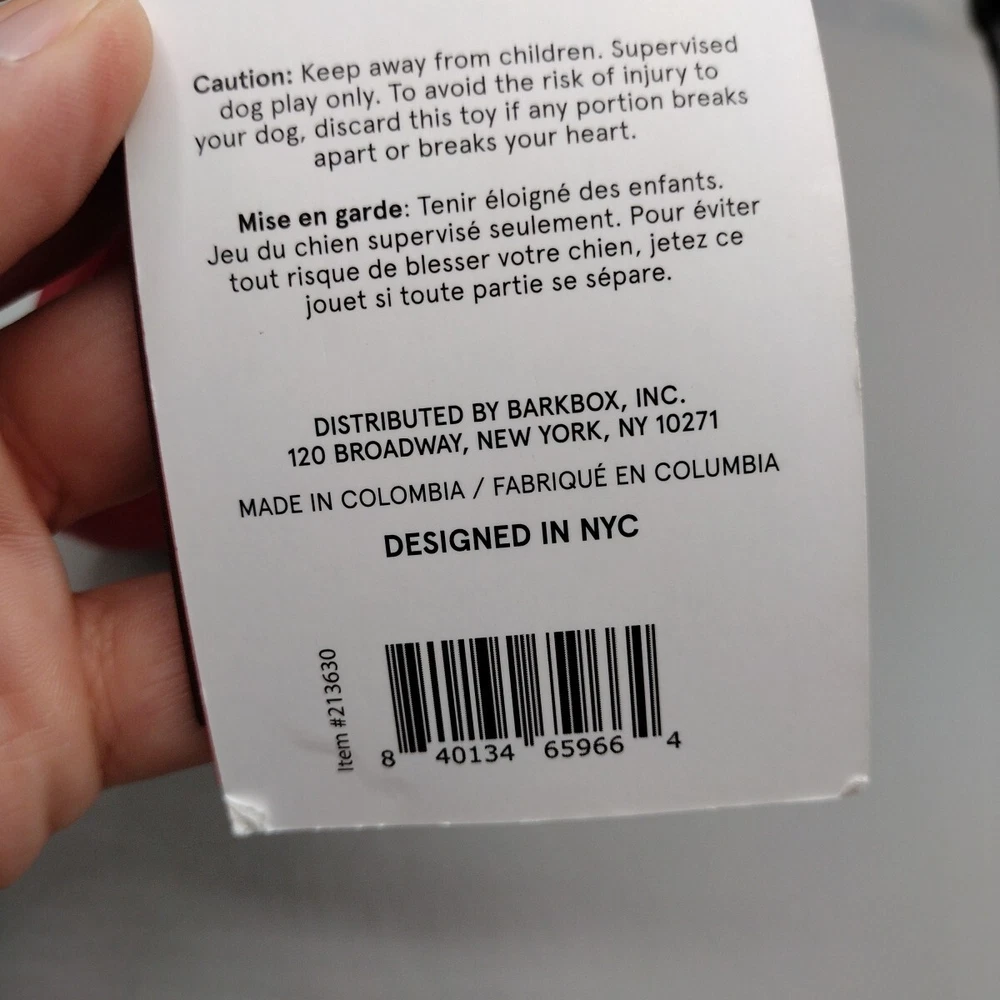 Caution: Keep away from children. Supervised
dog play only. To avoid the risk of injury to
your dog, discard this toy if any portion breaks
apart or breaks your heart.
Mise en garde: Tenir éloigné des enfants.
Jeu du chien supervisé seulement. Pour éviter
tout risque de blesser votre chien, jetez ce
jouet si toute partie se sépare.
DISTRIBUTED BY BARKBOX, INC.
120 BROADWAY, NEW YORK, NY 10271
MADE IN COLOMBIA / FABRIQUÉ EN COLUMBIA
DESIGNED IN NYC
Item #213630
8 40134 65966 4